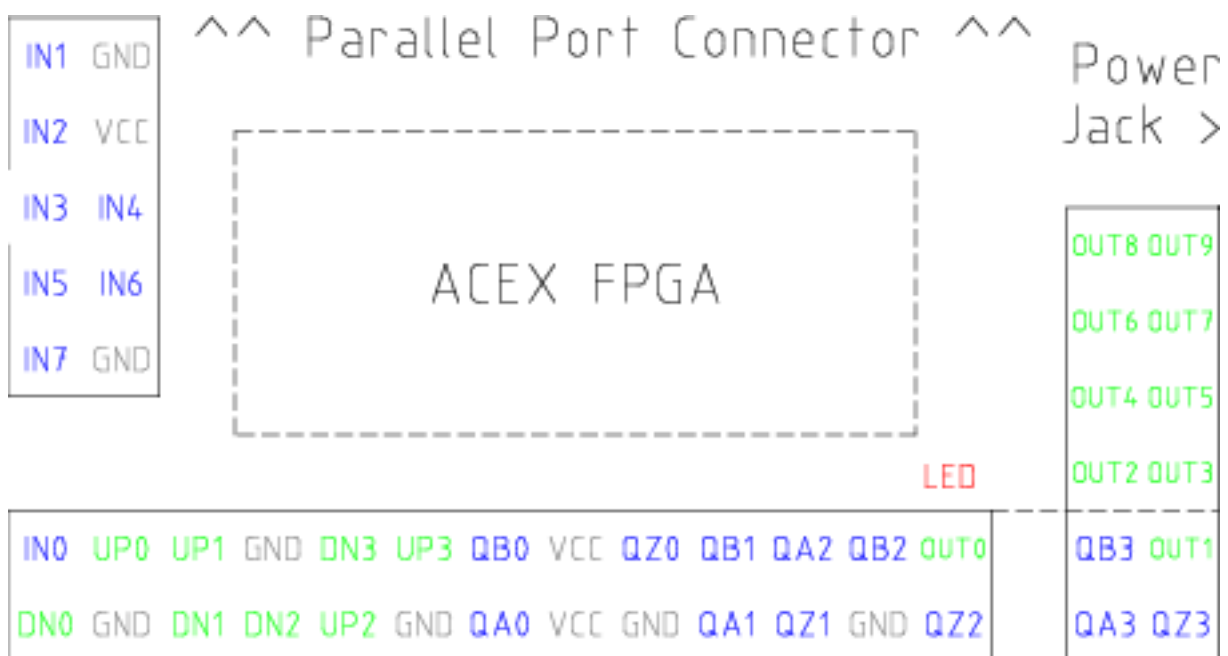 ^^ Parallel Port Connector ^^
Power
Jack >
IN1 GND
IN2 VCC
IN3 IN4
IN5 IN6
IN7 GND
ACEX FPGA
OUT8 OUT9
OUT6 OUT7
OUT4 OUT5
OUT2 OUT3
LED
IN0 UP0 UP1 GND DN3 UP3 QB0 VCC QZ0 QB1 QA2 QB2 OUT0
DN0 GND DN1 DN2 UP2 GND QA0 VCC GND QA1 QZ1 GND QZ2
QB3 OUT1
QA3 QZ3